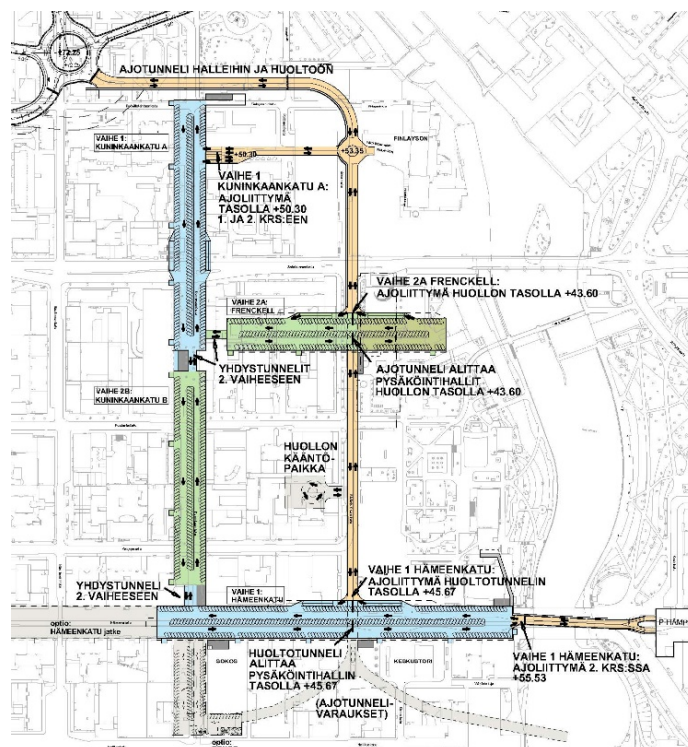 +72.25
AJOTUNNELI HALLEIHIN JA HUOLTOON
VAIHE 1:
KUNINKAANKATU A
+50.30
+53.35
FINLAYSON
VAIHE 1
KUNINKAANKATU A:
AJOLIITTYMÄ
TASOLLA +50.30
1. JA 2. KRS:EEN
VAIHE 2A FRENCKELL:
AJOLIITTYMÄ HUOLLON TASOLLA +43.60
VAIHE 2A:
FRENCKELL
YHDYSTUNNELIT
2. VAIHEESEEN
AJOTUNNELI ALITTAA
PYSÄKÖINTIHALLIT
HUOLLON TASOLLA +43.60
VAIHE 2B:
KUNINKAANKATU B
HUOLLON
KÄÄNTÖ-
PAIKKA
YHDYSTUNNELI
2. VAIHEESEEN
VAIHE 1:
HÄMEENKATU
VAIHE 1 HÄMEENKATU:
AJOLIITTYMÄ HUOLTOTUNNELIN
TASOLLA +45.67
optio:
HÄMEENKATU jatke
P-HÄMP
SOKOS
HUOLTOTUNNELI
ALITTAA
PYSÄKÖINTIHALLIN
TASOLLA +45.67
KESKUSTORI
VAIHE 1 HÄMEENKATU:
AJOLIITTYMÄ 2. KRS:SSA
+55.53
(AJOTUNNELI-
VARAUKSET)
optio: